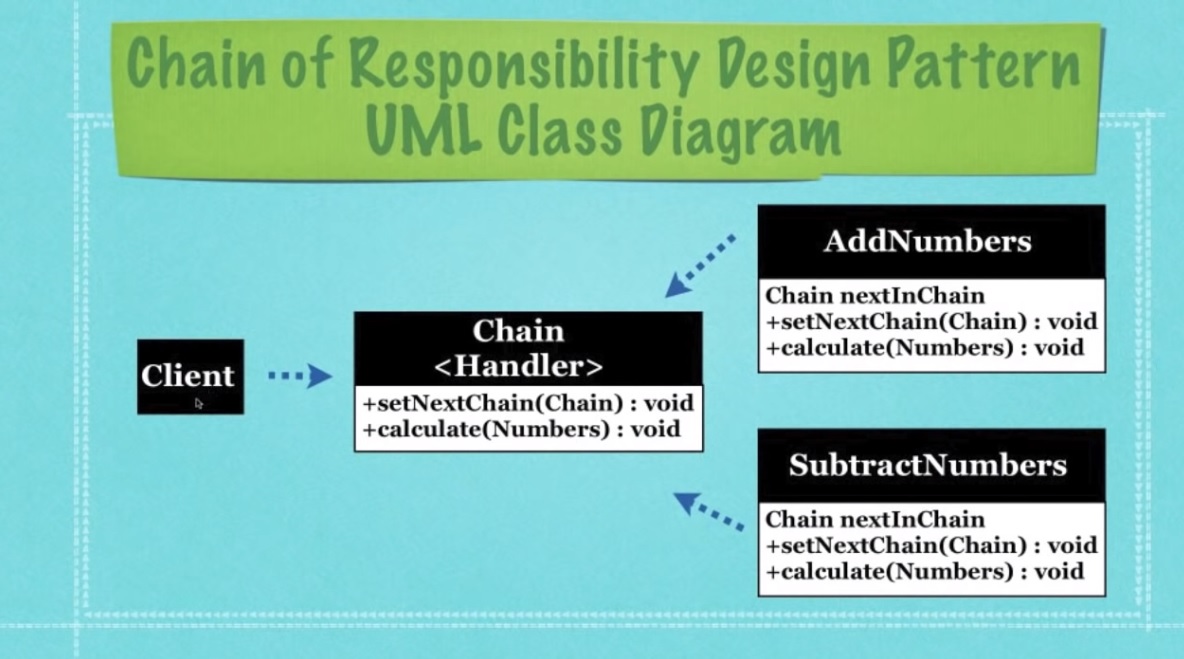 Chain of Responsibility Design Pattern
UML Class Diagram
Client
Chain
<Handler>
+setNextChain(Chain) : void
+calculate(Numbers) : void
AddNumbers
Chain nextInChain
+setNextChain(Chain) : void
+calculate(Numbers) : void
SubtractNumbers
Chain nextInChain
+setNextChain(Chain) : void
+calculate(Numbers) : void